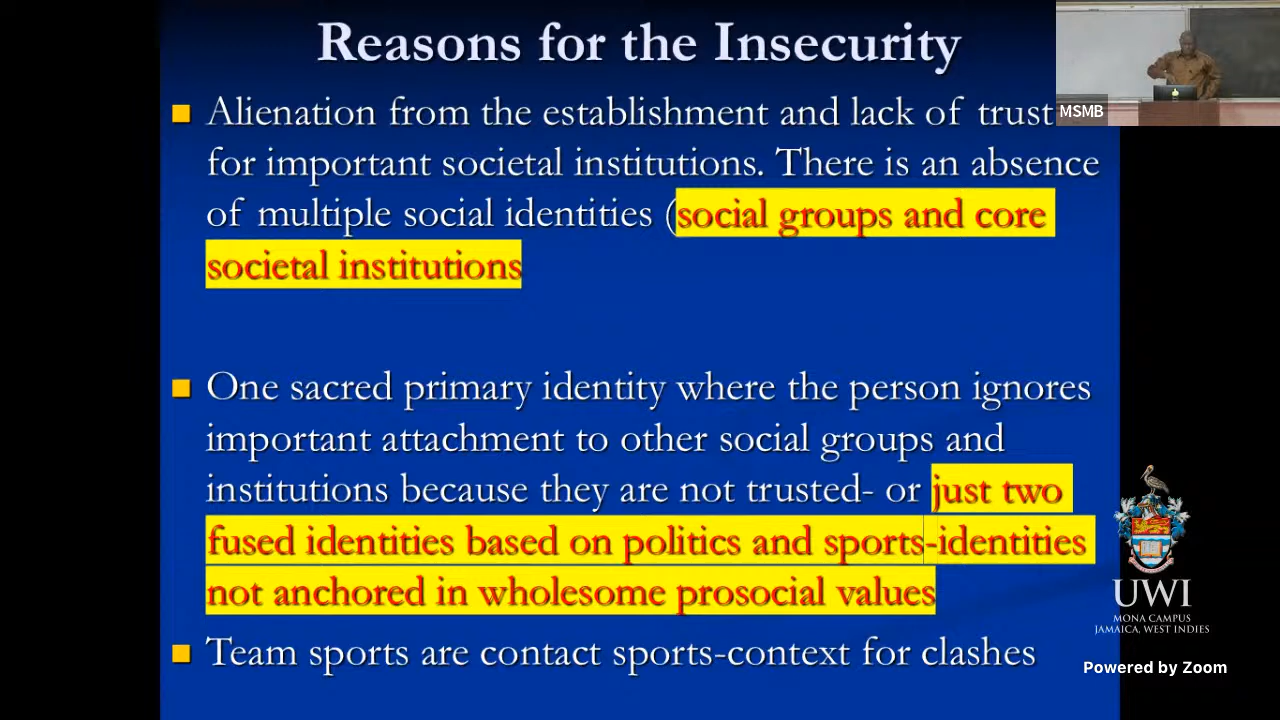 Reasons for the Insecurity
MSMB
Alienation from the establishment and lack of trust
for important societal institutions. There is an absence
of multiple social identities (social groups and core
societal institutions
One sacred primary identity where the person ignores
important attachment to other social groups and
institutions because they are not trusted- or just two
fused identities based on politics and sports-identities
not anchored in wholesome prosocial values
Team sports are contact sports-context for clashes
UWI
MONA CAMPUS
JAMAICA, WEST INDIES
Powered by Zoom